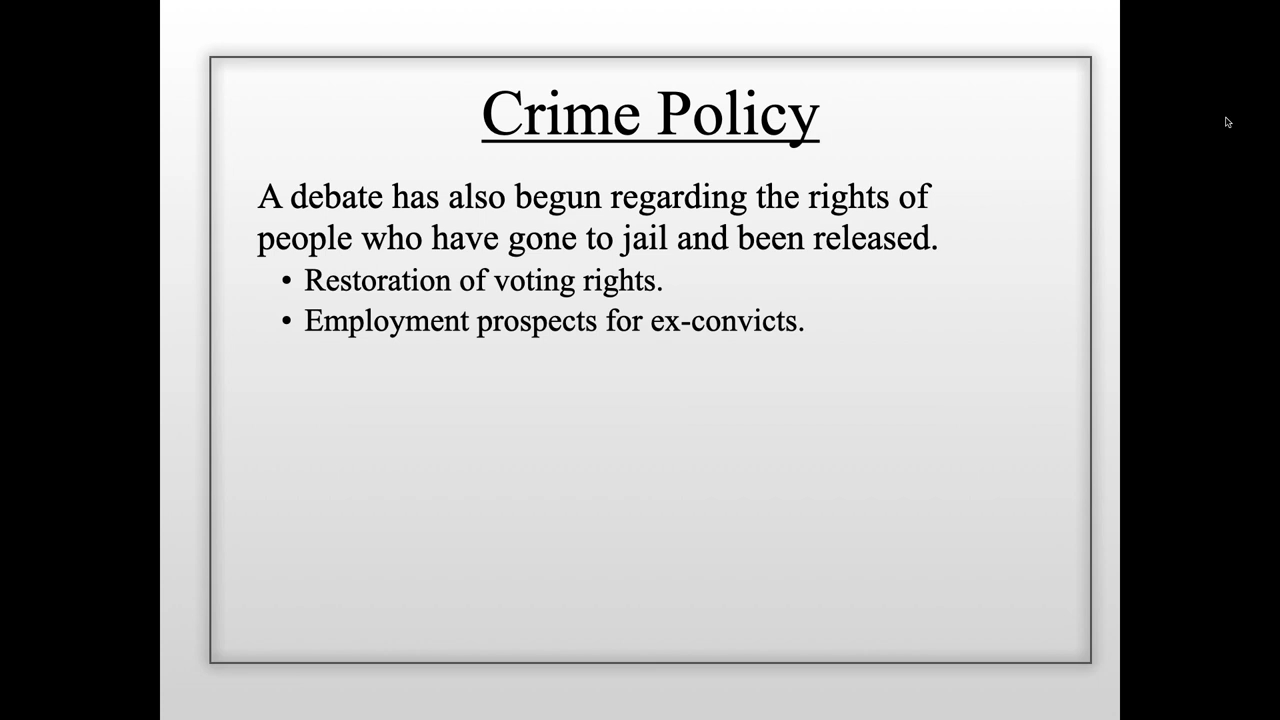 Crime Policy
A debate has also begun regarding the rights of
people who have gone to jail and been released.
• Restoration of voting rights.
• Employment prospects for ex-convicts.